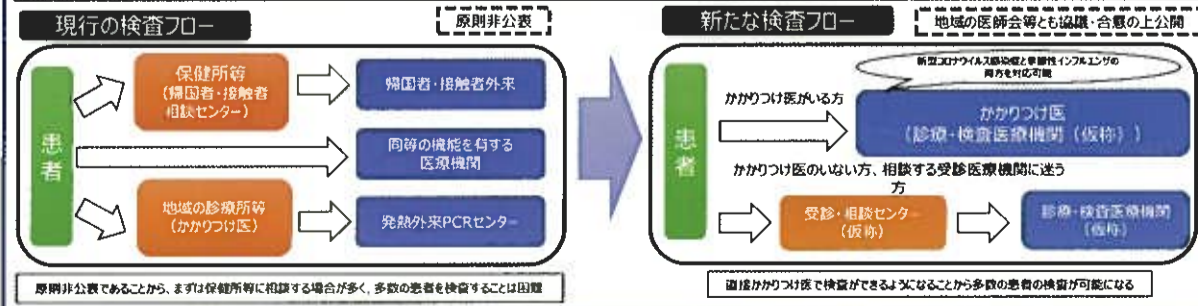 現行の検査フロー
原則非公表
患者
保健所等
(帰国者・接触者
相談センター)
帰国者・接触者外来
同等の機能を有する
医療機関
地域の診療所等
(かかりつけ医)
発熱外来PCRセンター
原則非公表であることから、まずは保健所等に相談する場合が多く、多数の患者を検査することは困難
新たな検査フロー
地域の医師会等とも協議・合意の上公開
新型コロナウイルス感染症と季節性インフルエンザの
両方を対応可能
患者
かかりつけ医がいる方
かかりつけ医
(診療・検査医療機関(仮称))
かかりつけ医のいない方、相談する受診医療機関に迷う
方
受診・相談センター
(仮称)
診療・検査医療機関
(仮称)
直接かかりつけ医で検査ができるようになることから多数の患者の検査が可能になる